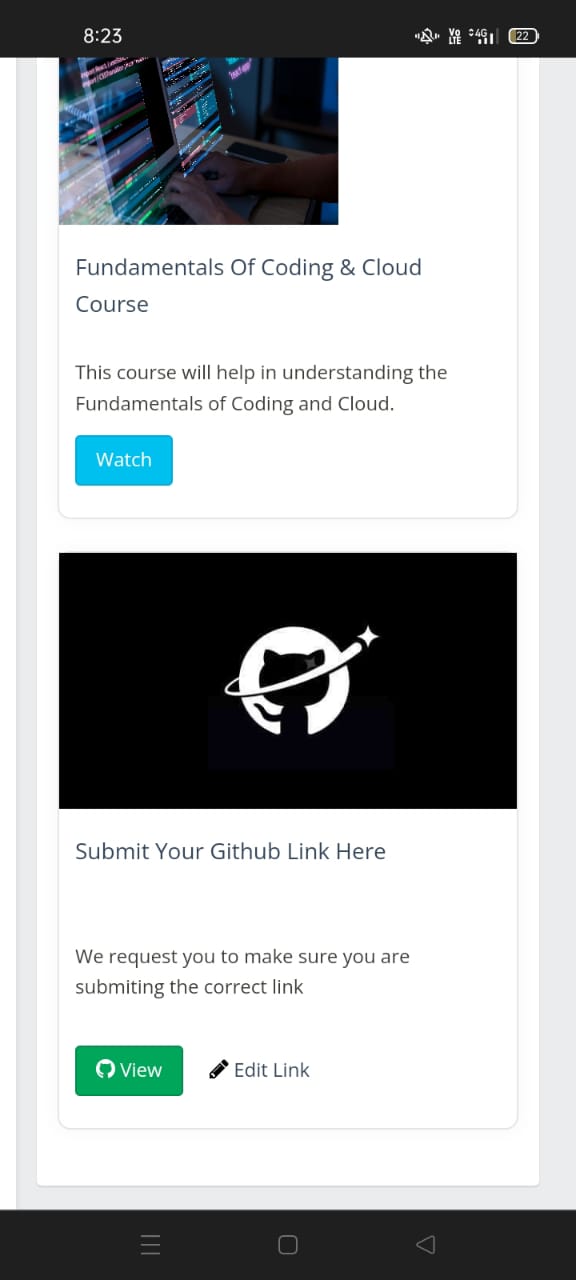 8:23
VO
LTE
4G
22
Fundamentals Of Coding & Cloud
Course
This course will help in understanding the
Fundamentals of Coding and Cloud.
Watch
Submit Your Github Link Here
We request you to make sure you are
submiting the correct link
View
Edit Link